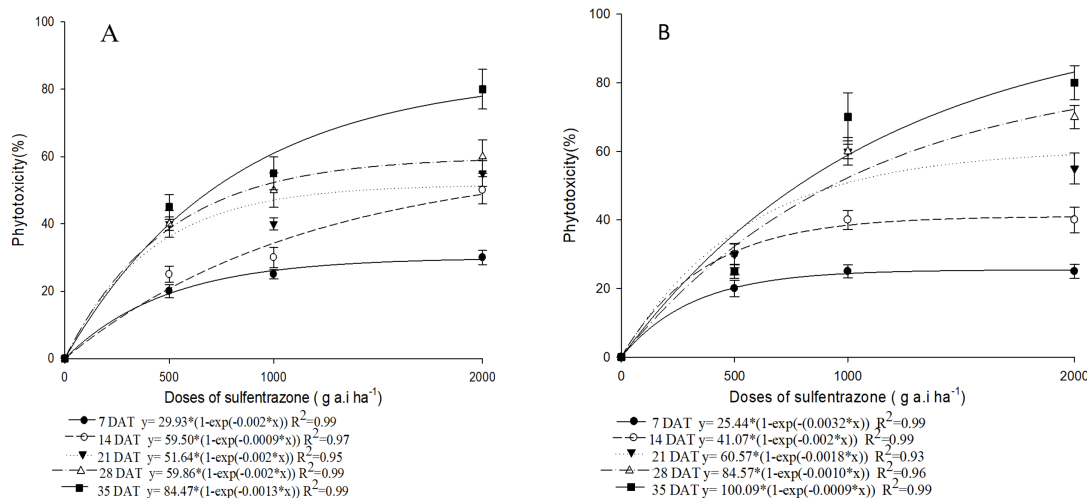 A
Phytotoxicity(%)
100
80
60
40
20
0
0 500 1000 2000
Doses of sulfentrazone ( g a.i ha⁻¹)
7 DAT y= 29.93*(1-exp(-0.002*x)) R²=0.99
14 DAT y= 59.50*(1-exp(-0.0009*x)) R²=0.97
21 DAT y= 51.64*(1-exp(-0.002*x)) R²=0.95
28 DAT y= 59.86*(1-exp(-0.002*x)) R²=0.99
35 DAT y= 84.47*(1-exp(-0.0013*x)) R²=0.99
B
Phytotoxicity(%)
100
80
60
40
20
0
0 500 1000 2000
Doses of sulfentrazone ( g a.i ha⁻¹)
7 DAT y= 25.44*(1-exp(-(0.0032*x)) R²=0.99
14 DAT y= 41.07*(1-exp(-0.002*x)) R²=0.99
21 DAT y= 60.57*(1-exp(-0.0018*x)) R²=0.93
28 DAT y= 84.57*(1-exp(-0.0010*x)) R²=0.96
35 DAT y= 100.09*(1-exp(-0.0009*x)) R²=0.99